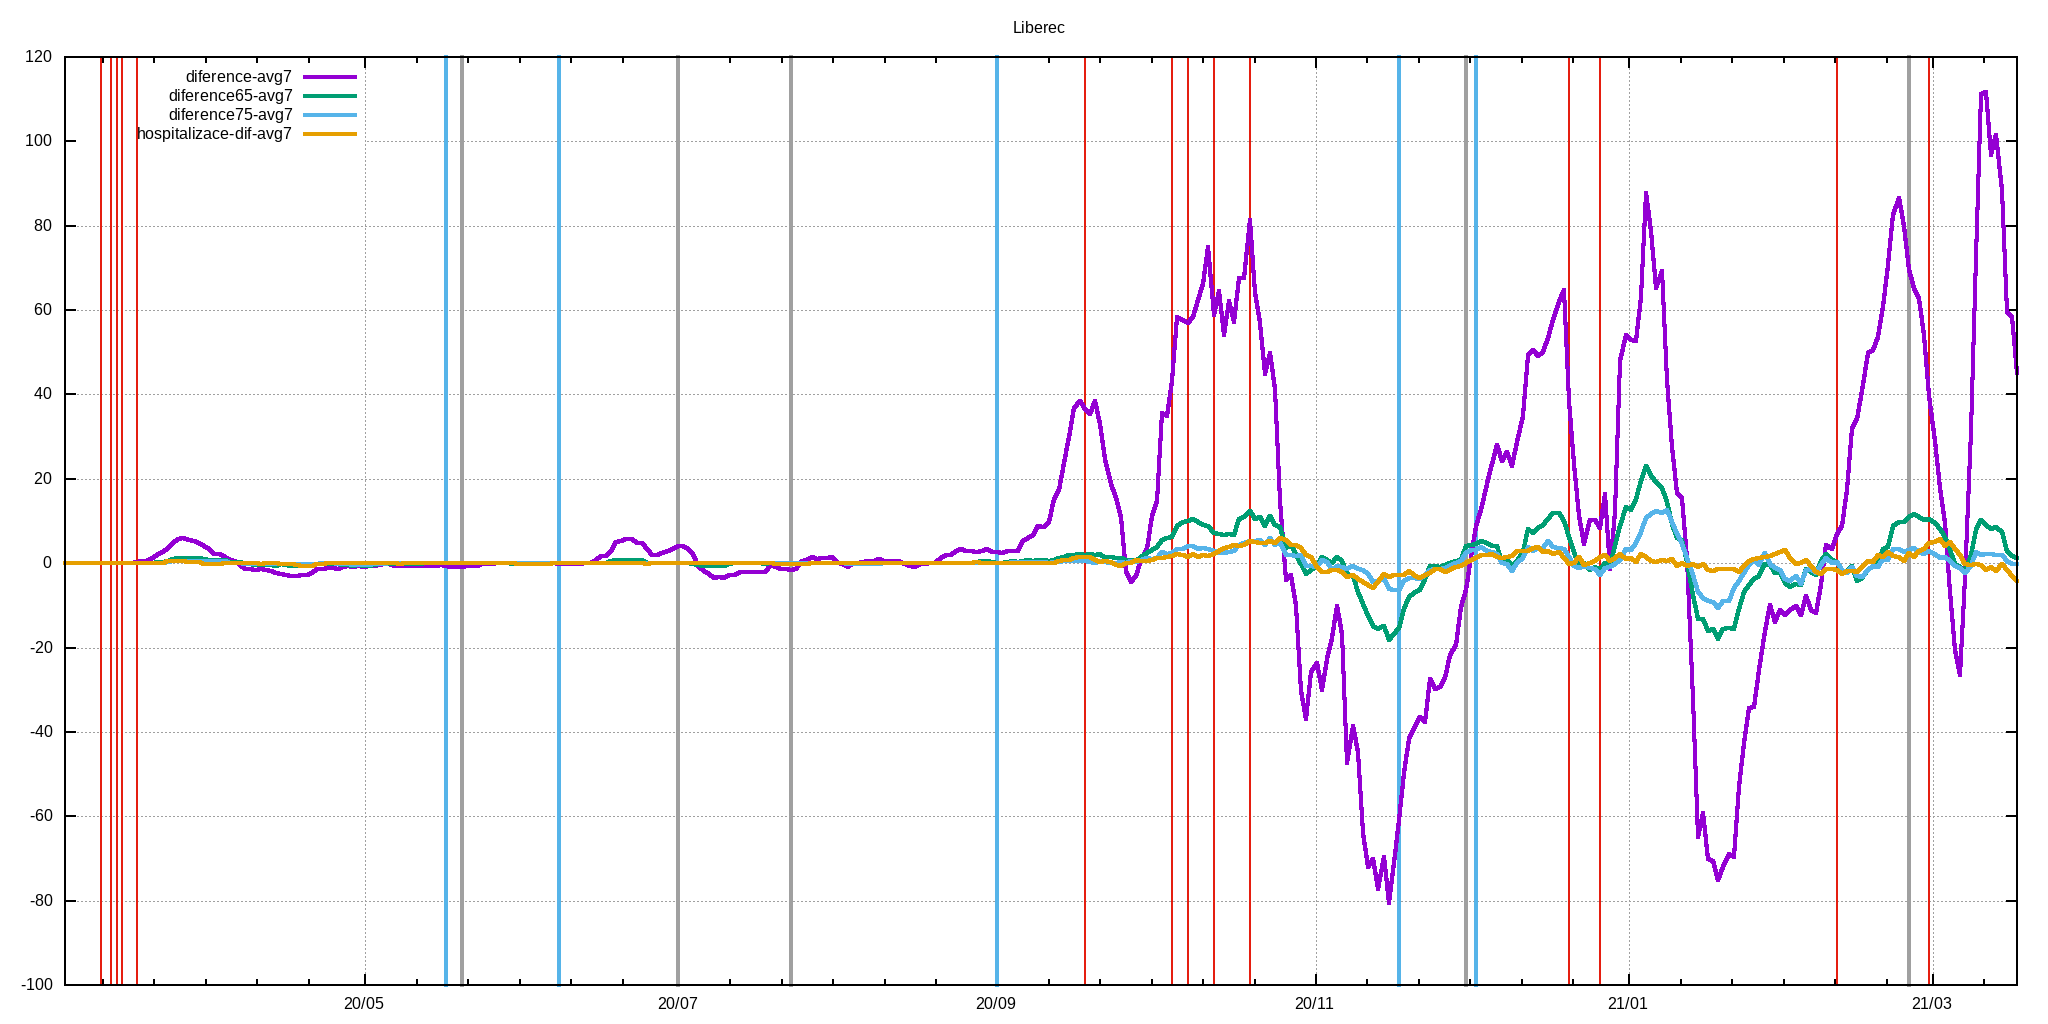 Liberec
diference-avg7
diference65-avg7
diference75-avg7
hospitalizace-dif-avg7
120
100
80
60
40
20
0
-20
-40
-60
-80
-100
20/05 20/07 20/09 20/11 21/01 21/03